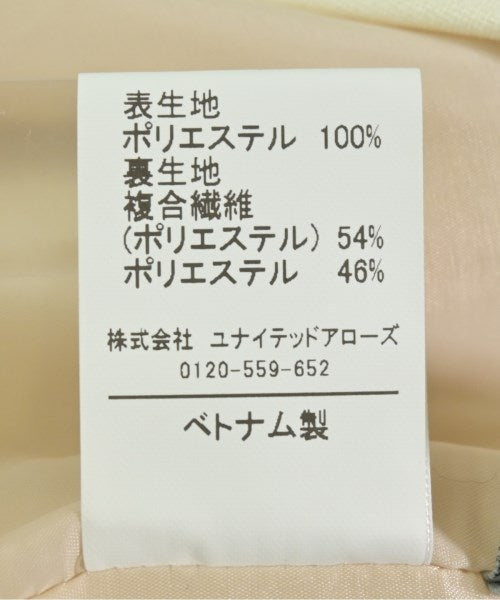 表生地
ポリエステル 100%
裏生地
複合繊維
(ポリエステル) 54%
ポリエステル 46%
株式会社 ユナイテッドアローズ
0120-559-652
ベトナム製